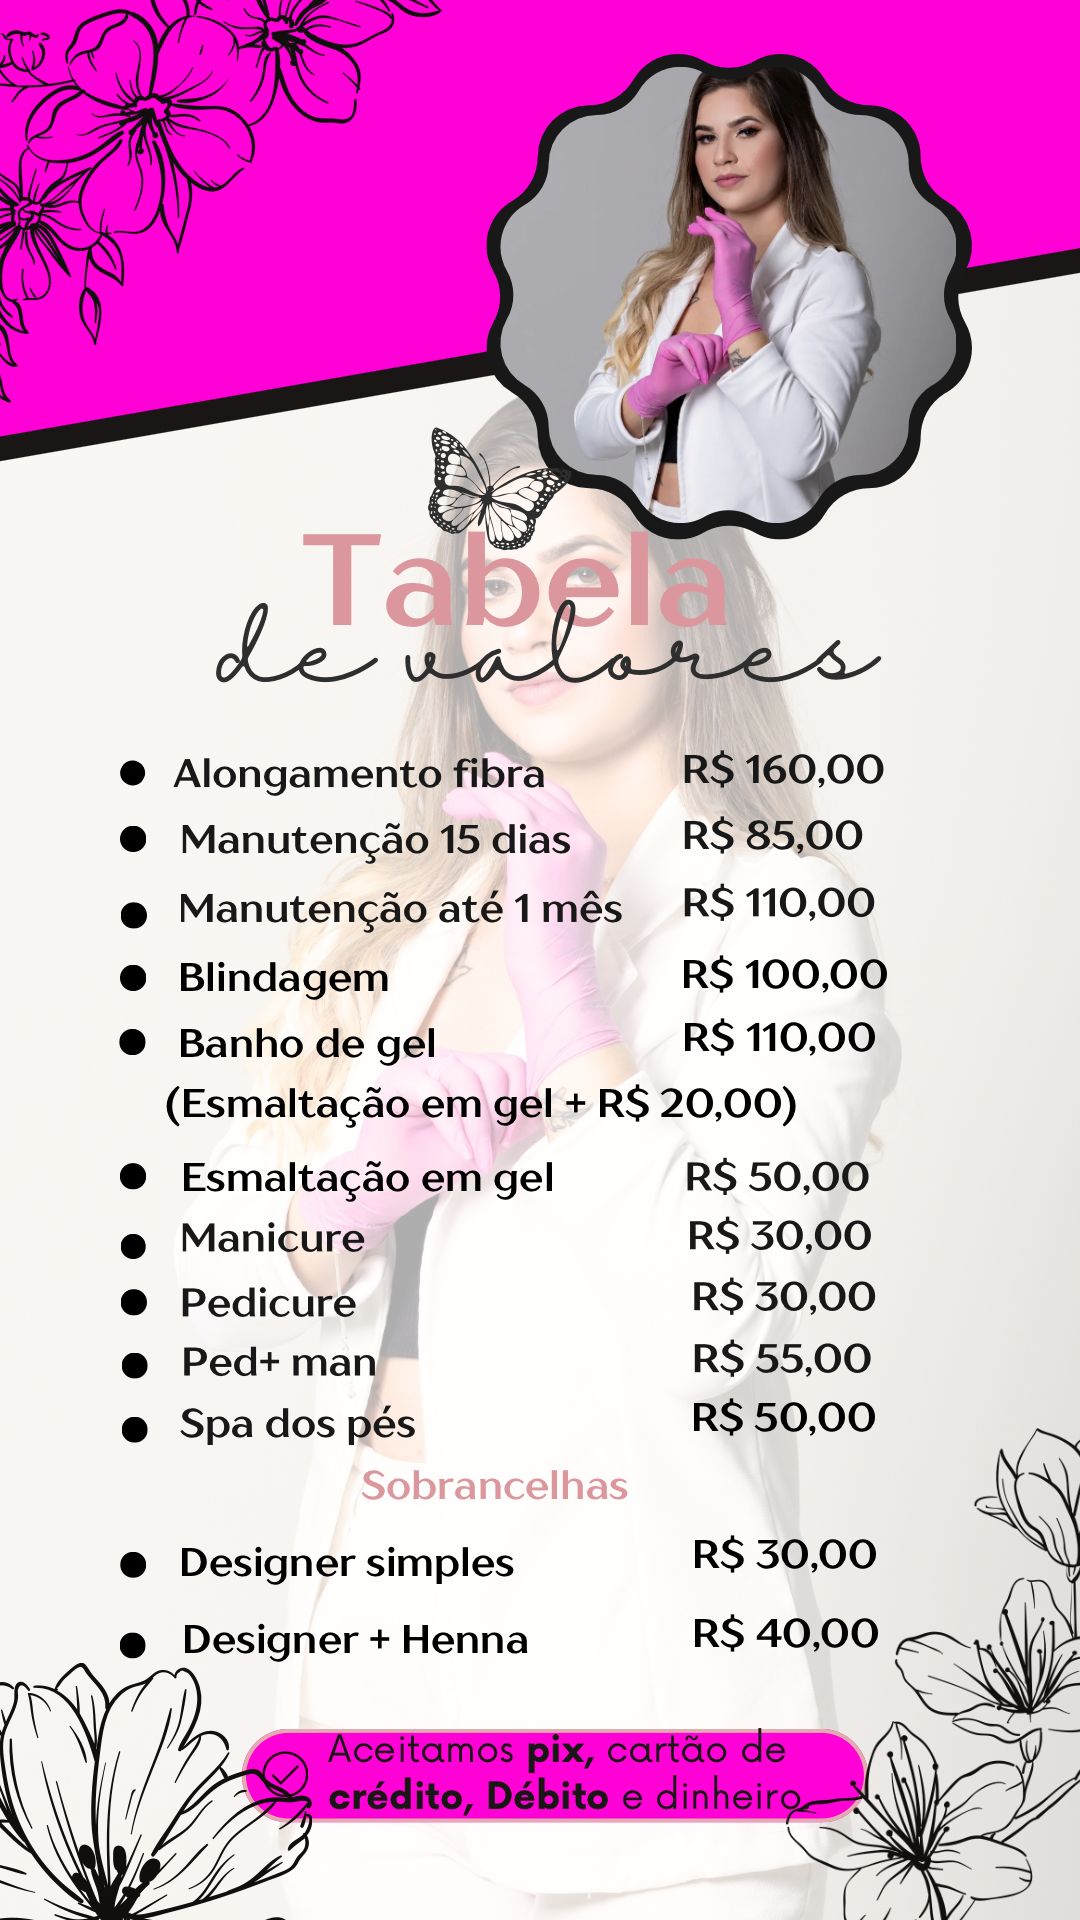 Tabela
de valores
Alongamento fibra R$ 160,00
Manutenção 15 dias R$ 85,00
Manutenção até 1 mês R$ 110,00
Blindagem R$ 100,00
Banho de gel R$ 110,00
(Esmaltação em gel + R$ 20,00)
Esmaltação em gel R$ 50,00
Manicure R$ 30,00
Pedicure R$ 30,00
Ped+ man R$ 55,00
Spa dos pés R$ 50,00
Sobrancelhas
Designer simples R$ 30,00
Designer + Henna R$ 40,00
Aceitamos pix, cartão de
crédito, Débito e dinheiro.